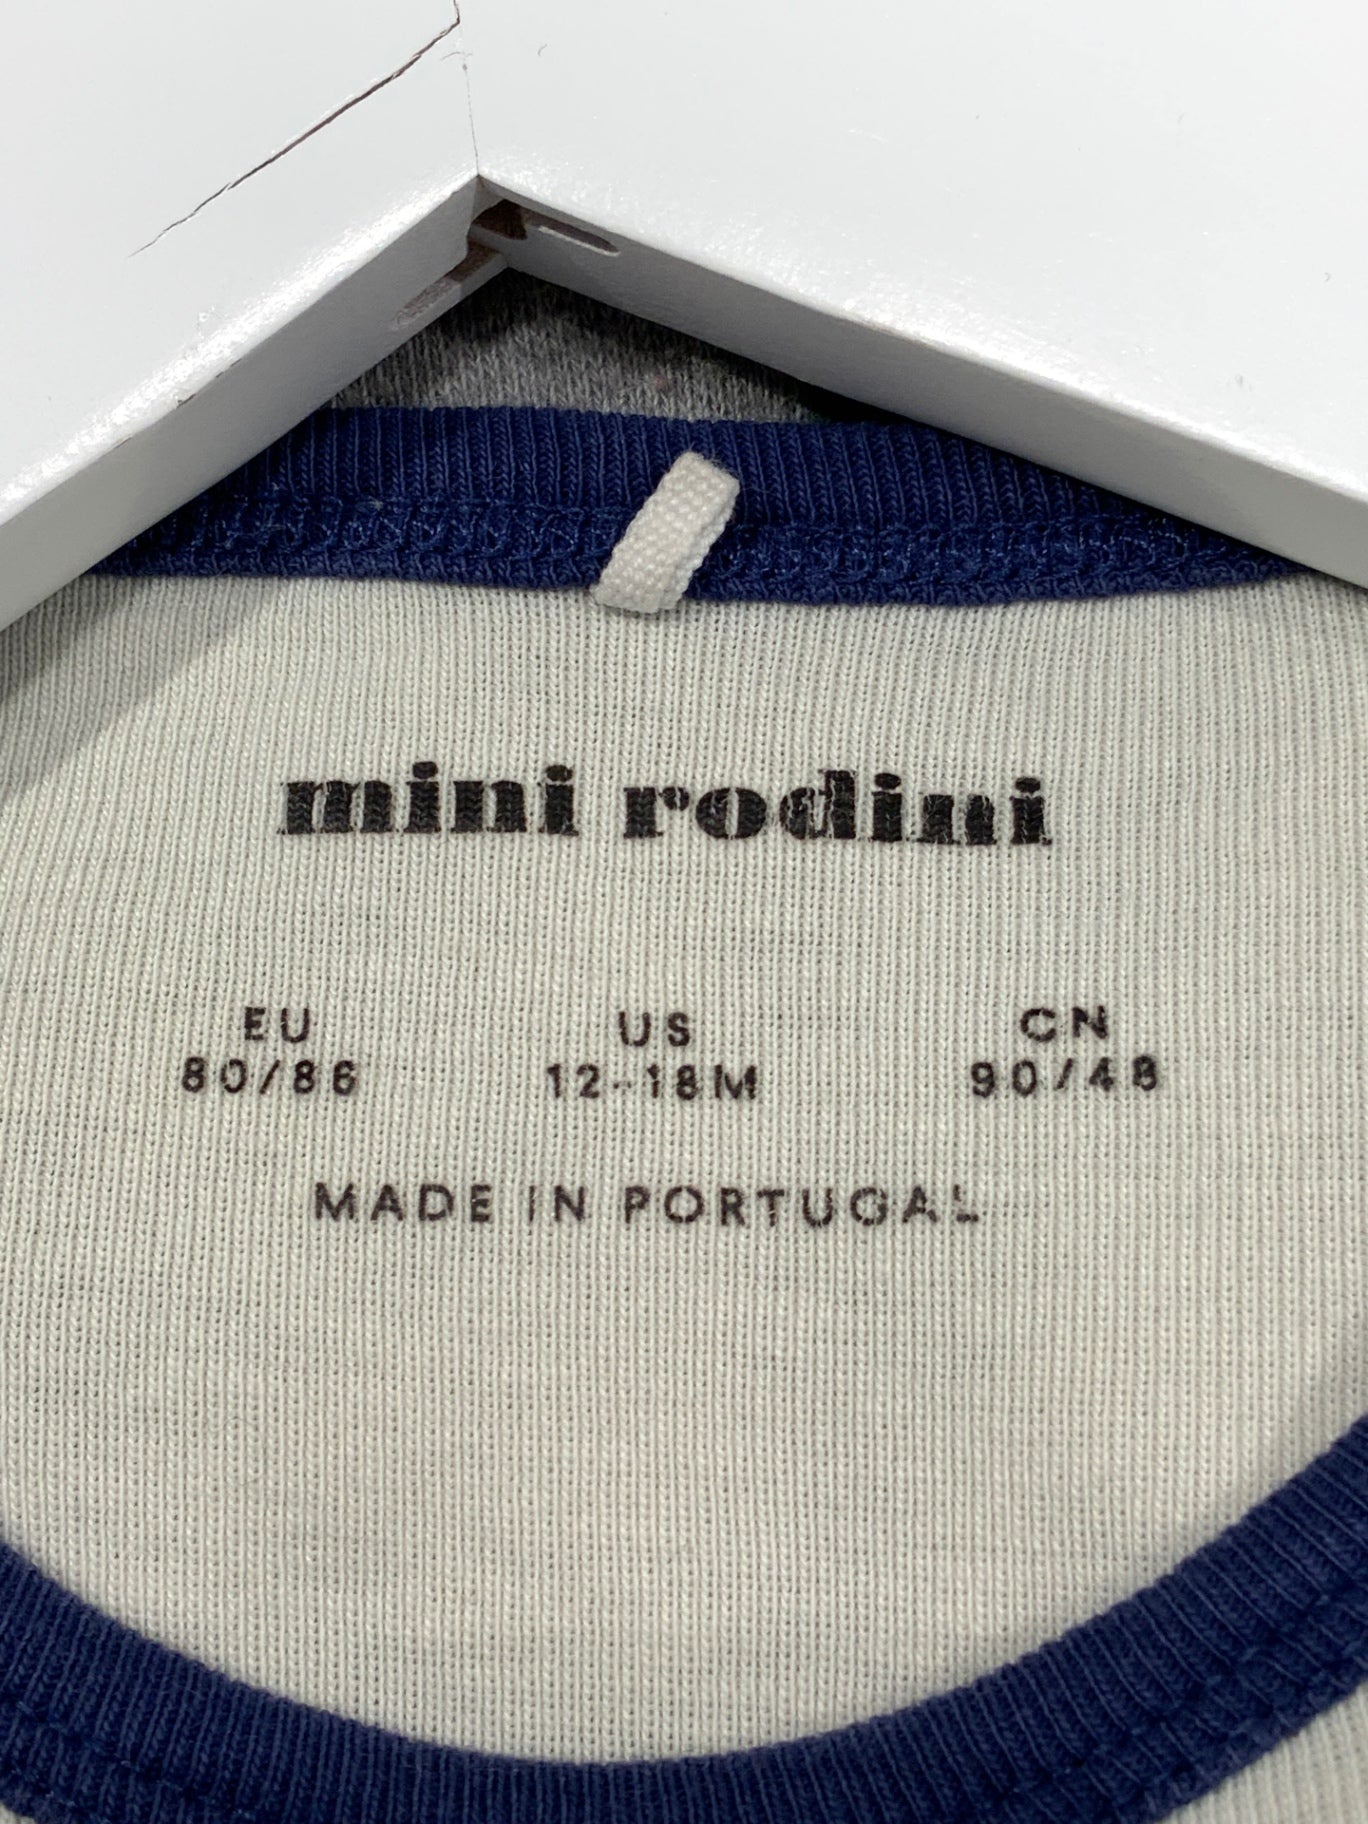 mini rodini
EU US CN
80/86 12-18M 90/48
MADE IN PORTUGAL